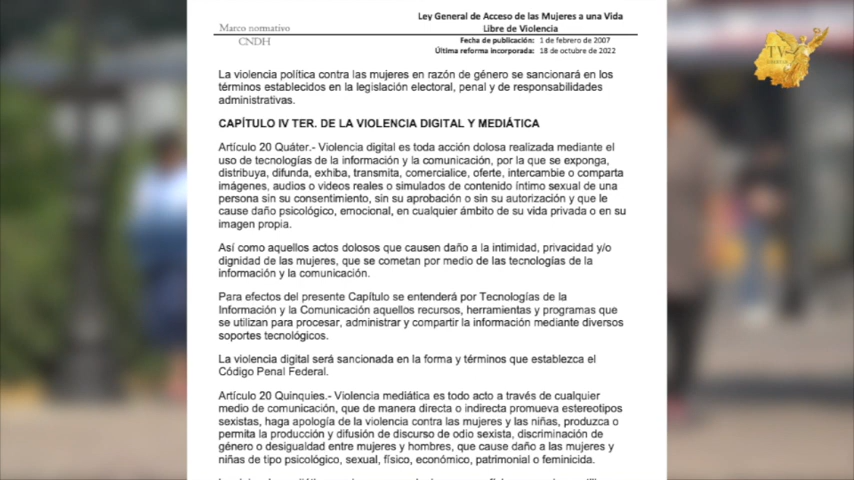 Ley General de Acceso de las Mujeres a una Vida
Libre de Violencia
Marco normativo
CNDH
Fecha de publicación: 1 de febrero de 2007
Última reforma incorporada: 18 de octubre de 2022
TV
La violencia política contra las mujeres en razón de género se sancionará en los
términos establecidos en la legislación electoral, penal y de responsabilidades
administrativas.
CAPÍTULO IV TER. DE LA VIOLENCIA DIGITAL Y MEDIÁTICA
Artículo 20 Quáter.- Violencia digital es toda acción dolosa realizada mediante el
uso de tecnologías de la información y la comunicación, por la que se exponga,
distribuya, difunda, exhiba, transmita, comercialice, oferte, intercambie o comparta
imágenes, audios o videos reales o simulados de contenido íntimo sexual de una
persona sin su consentimiento, sin su aprobación o sin su autorización y que le
cause daño psicológico, emocional, en cualquier ámbito de su vida privada o en su
imagen propia.
Así como aquellos actos dolosos que causen daño a la intimidad, privacidad y/o
dignidad de las mujeres, que se cometan por medio de las tecnologías de la
información y la comunicación.
Para efectos del presente Capítulo se entenderá por Tecnologías de la
Información y la Comunicación aquellos recursos, herramientas y programas que
se utilizan para procesar, administrar y compartir la información mediante diversos
soportes tecnológicos.
La violencia digital será sancionada en la forma y términos que establezca el
Código Penal Federal.
Artículo 20 Quinquies.- Violencia mediática es todo acto a través de cualquier
medio de comunicación, que de manera directa o indirecta promueva estereotipos
sexistas, haga apología de la violencia contra las mujeres y las niñas, produzca o
permita la producción y difusión de discurso de odio sexista, discriminación de
género o desigualdad entre mujeres y hombres, que cause daño a las mujeres y
niñas de tipo psicológico, sexual, físico, económico, patrimonial o feminicida.